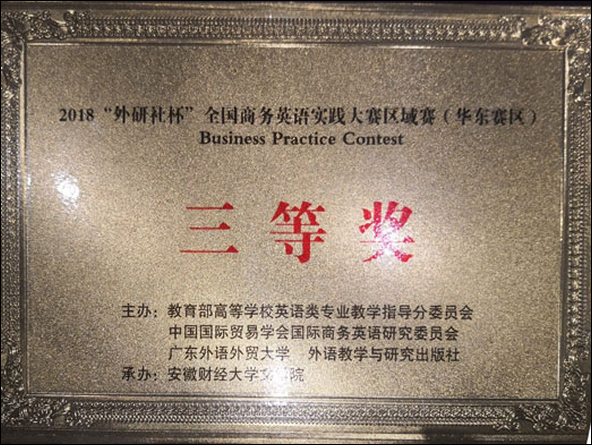 2018“外研社杯”全国商务英语实践大赛区域赛（华东赛区）
Business Practice Contest
三等奖
主办：教育部高等学校英语类专业教学指导分委员会
中国国际贸易学会国际商务英语研究委员会
广东外语外贸大学 外语教学与研究出版社
承办：安徽财经大学文 院